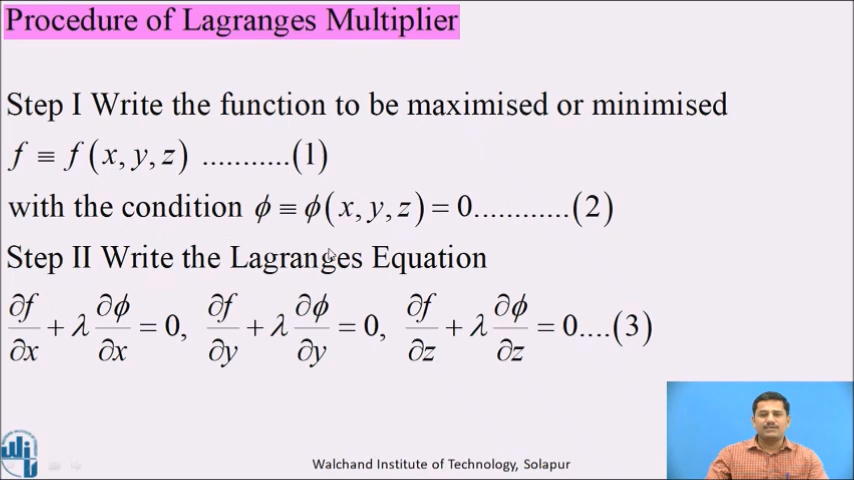 Procedure of Lagranges Multiplier
Step I Write the function to be maximised or minimised
f ≡ f(x, y, z) ...........(1)
with the condition ϕ ≡ ϕ(x, y, z) = 0............(2)
Step II Write the Lagranges Equation
∂f/∂x + λ ∂ϕ/∂x = 0, ∂f/∂y + λ ∂ϕ/∂y = 0, ∂f/∂z + λ ∂ϕ/∂z = 0....(3)
Walchand Institute of Technology, Solapur